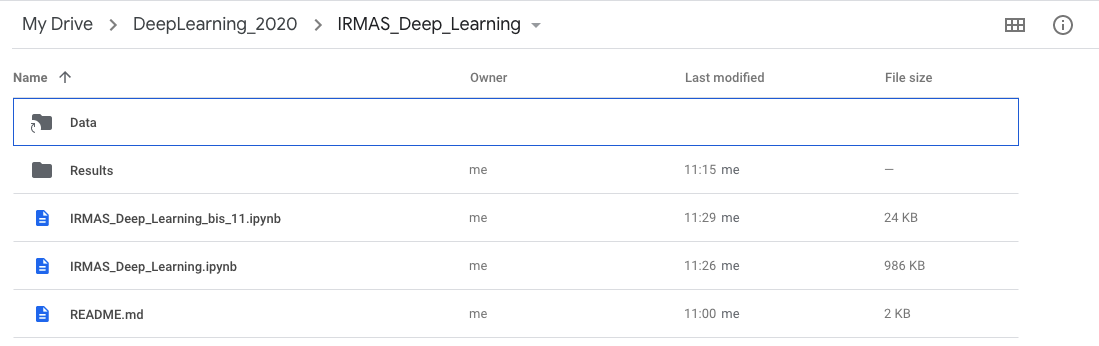 My Drive > DeepLearning_2020 > IRMAS_Deep_Learning
Name Owner Last modified File size
Data
Results me 11:15 me —
IRMAS_Deep_Learning_bis_11.ipynb me 11:29 me 24 KB
IRMAS_Deep_Learning.ipynb me 11:26 me 986 KB
README.md me 11:00 me 2 KB